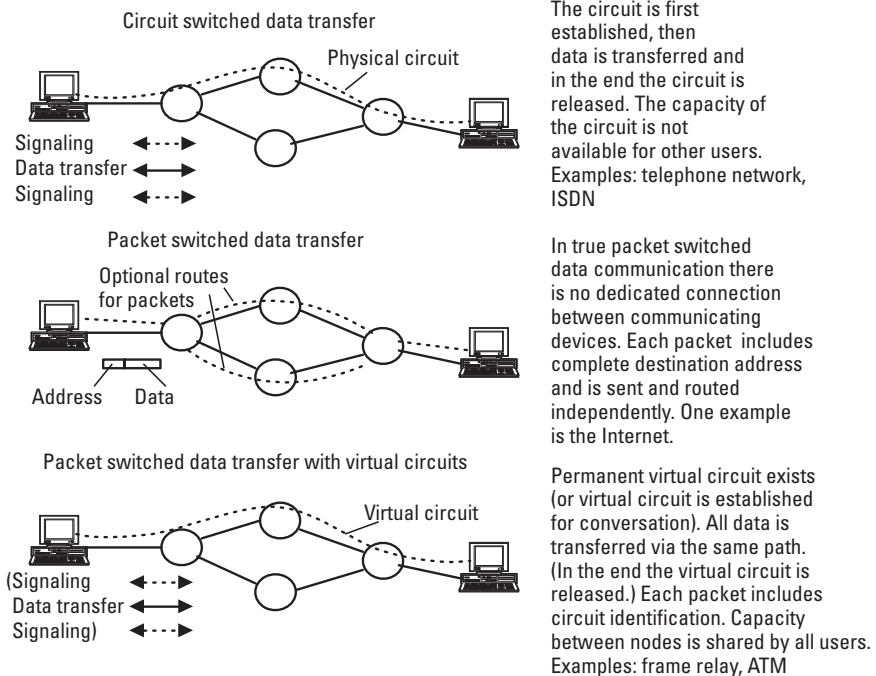 Circuit switched data transfer
Physical circuit
Signaling
Data transfer
Signaling
The circuit is first
established, then
data is transferred and
in the end the circuit is
released. The capacity of
the circuit is not
available for other users.
Examples: telephone network,
ISDN
Packet switched data transfer
Optional routes
for packets
Address Data
In true packet switched
data communication there
is no dedicated connection
between communicating
devices. Each packet includes
complete destination address
and is sent and routed
independently. One example
is the Internet.
Packet switched data transfer with virtual circuits
Virtual circuit
(Signaling
Data transfer
Signaling)
Permanent virtual circuit exists
(or virtual circuit is established
for conversation). All data is
transferred via the same path.
(In the end the virtual circuit is
released.) Each packet includes
circuit identification. Capacity
between nodes is shared by all users.
Examples: frame relay, ATM